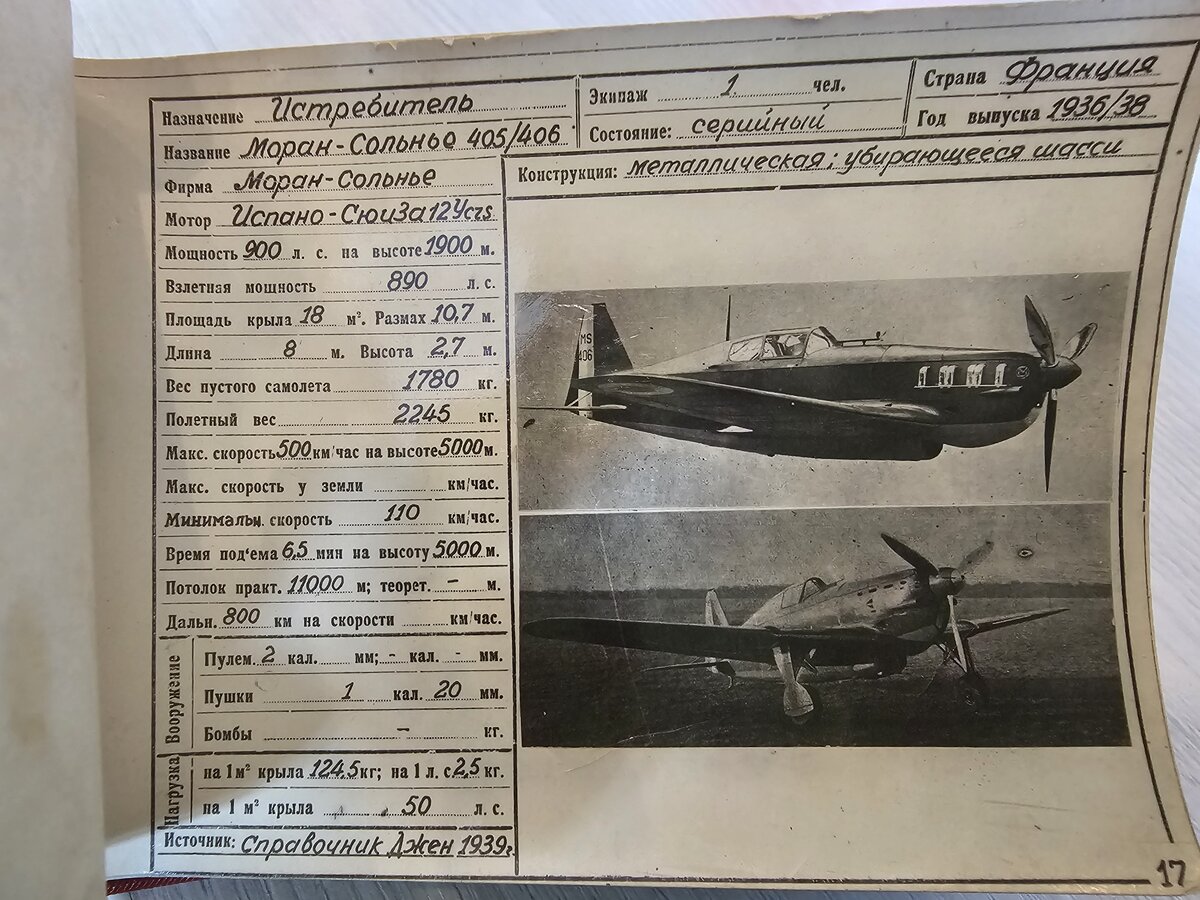 Назначение Истребитель
Название Моран-Сольнье 405/406
Экипаж 1 чел.
Состояние: серийный
Страна Франция
Год выпуска 1936/38
Конструкция: металлическая; убирающееся шасси
Фирма Моран-Сольнье
Мотор Испано-Сюиза 12Ycrs
Мощность 900 л. с. на высоте 1900 м.
Взлетная мощность 890 л. с.
Площадь крыла 18 м². Размах 10,7 м.
Длина 8 м. Высота 2,7 м.
Вес пустого самолета 1780 кг.
Полетный вес 2245 кг.
Макс. скорость 500 км/час на высоте 5000 м.
Макс. скорость у земли км/час.
Минимальн. скорость 110 км/час.
Время под'ема 6,5 мин на высоту 5000 м.
Потолок практ. 11000 м; теорет. - м.
Дальн. 800 км на скорости км/час.
Вооружение
Пулем. 2 кал. мм; - кал. - мм.
Пушки 1 кал. 20 мм.
Бомбы - кг.
Нагрузка
на 1 м² крыла 124,5 кг; на 1 л. с 2,5 кг.
на 1 м² крыла 50 л. с.
Источник: Справочник Джен 1939г.
MS
406
17